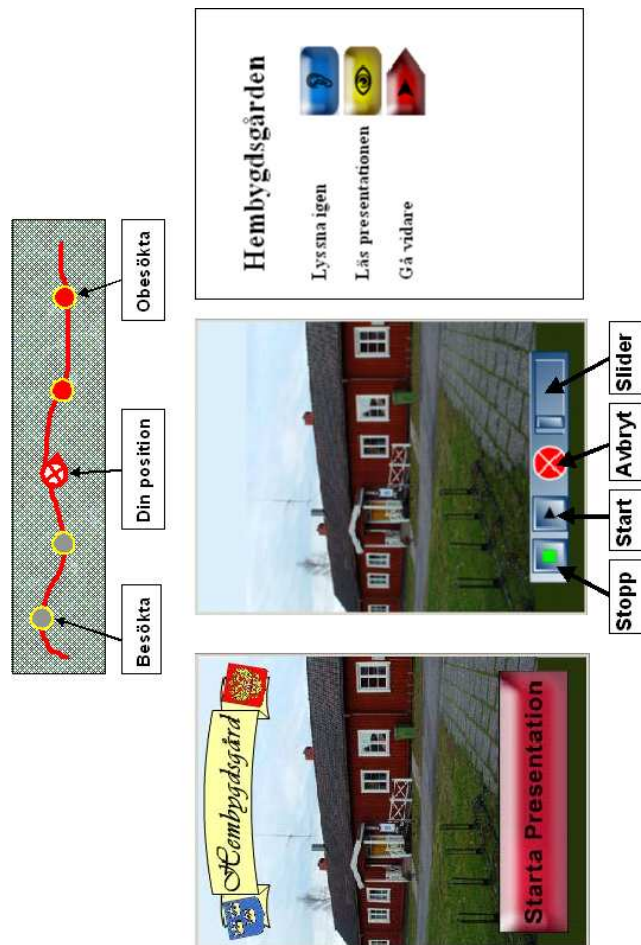 Besökta
Din position
Obesökta
Hembygdsgård
Starta Presentation
Stopp
Start
Avbryt
Slider
Hembygdsgården
Lyssna igen
Läs presentationen
Gå vidare